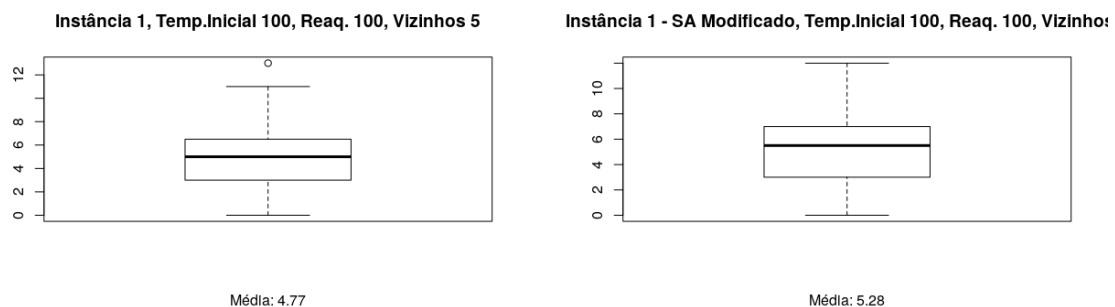 Instância 1, Temp.Inicial 100, Reaq. 100, Vizinhos 5
12
6
4
2
0
Média: 4.77
Instância 1 - SA Modificado, Temp.Inicial 100, Reaq. 100, Vizinhos
10
8
6
4
2
0
Média: 5.28